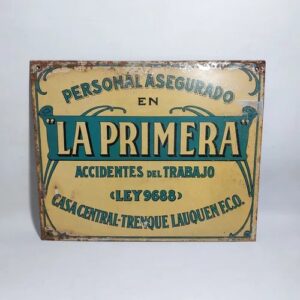 PERSONAL ASEGURADO
EN
"LA PRIMERA"
ACCIDENTES DEL TRABAJO
(LEY 9688)
CASA CENTRAL-TRENQUE LAUQUEN F.C.O.